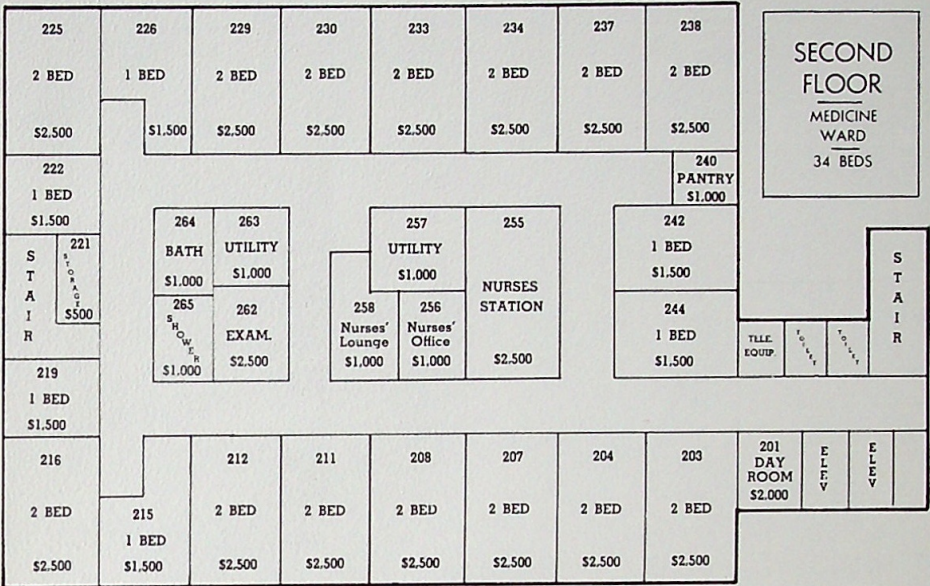 225
2 BED
$2.500
226
1 BED
$1,500
229
2 BED
$2.500
230
2 BED
$2.500
233
2 BED
$2.500
234
2 BED
$2.500
237
2 BED
$2.500
238
2 BED
$2.500
SECOND
FLOOR
MEDICINE
WARD
34 BEDS
222
1 BED
$1.500
240
PANTRY
$1.000
STAIR
221
STORAGE
$500
264
BATH
$1.000
263
UTILITY
$1.000
265
SHOWER
$1.000
262
EXAM.
$2.500
257
UTILITY
$1.000
258
Nurses'
Lounge
$1,000
256
Nurses'
Office
$1,000
255
NURSES
STATION
$2.500
242
1 BED
$1.500
244
1 BED
$1,500
TELE.
EQUIP.
TOILET
TOILET
STAIR
219
1 BED
$1.500
216
2 BED
$2.500
215
1 BED
$1,500
212
2 BED
$2.500
211
2 BED
$2.500
208
2 BED
$2.500
207
2 BED
$2.500
204
2 BED
$2.500
203
2 BED
$2.500
201
DAY
ROOM
$2.000
ELEV
ELEV